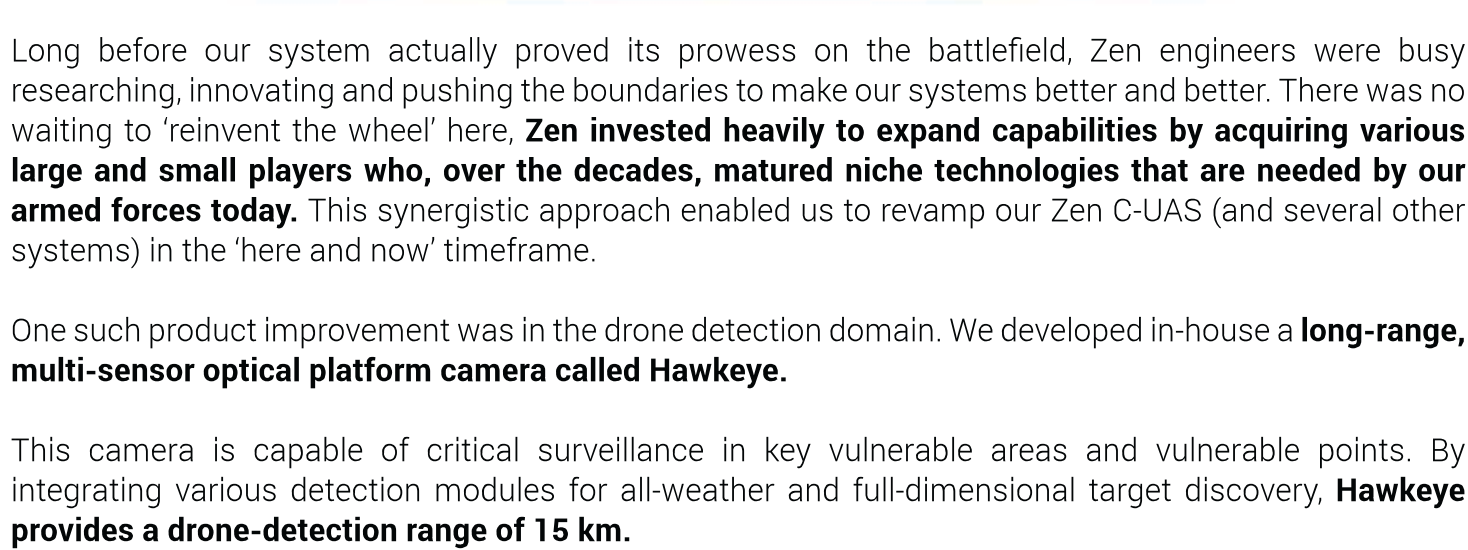 Long before our system actually proved its prowess on the battlefield, Zen engineers were busy
researching, innovating and pushing the boundaries to make our systems better and better. There was no
waiting to ‘reinvent the wheel’ here, Zen invested heavily to expand capabilities by acquiring various
large and small players who, over the decades, matured niche technologies that are needed by our
armed forces today. This synergistic approach enabled us to revamp our Zen C-UAS (and several other
systems) in the ‘here and now’ timeframe.
One such product improvement was in the drone detection domain. We developed in-house a long-range,
multi-sensor optical platform camera called Hawkeye.
This camera is capable of critical surveillance in key vulnerable areas and vulnerable points. By
integrating various detection modules for all-weather and full-dimensional target discovery, Hawkeye
provides a drone-detection range of 15 km.